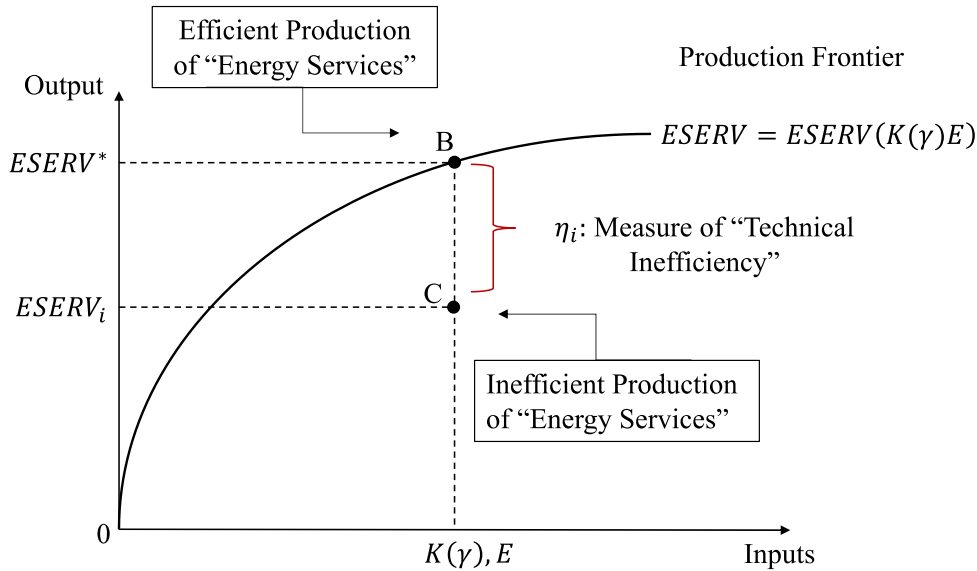 Efficient Production
of “Energy Services”
Production Frontier
Output
ESERV = ESERV(K(γ)E)
B
ESERV*
η𝑖: Measure of “Technical
Inefficiency”
C
ESERV𝑖
Inefficient Production
of “Energy Services”
0
K(γ), E
Inputs